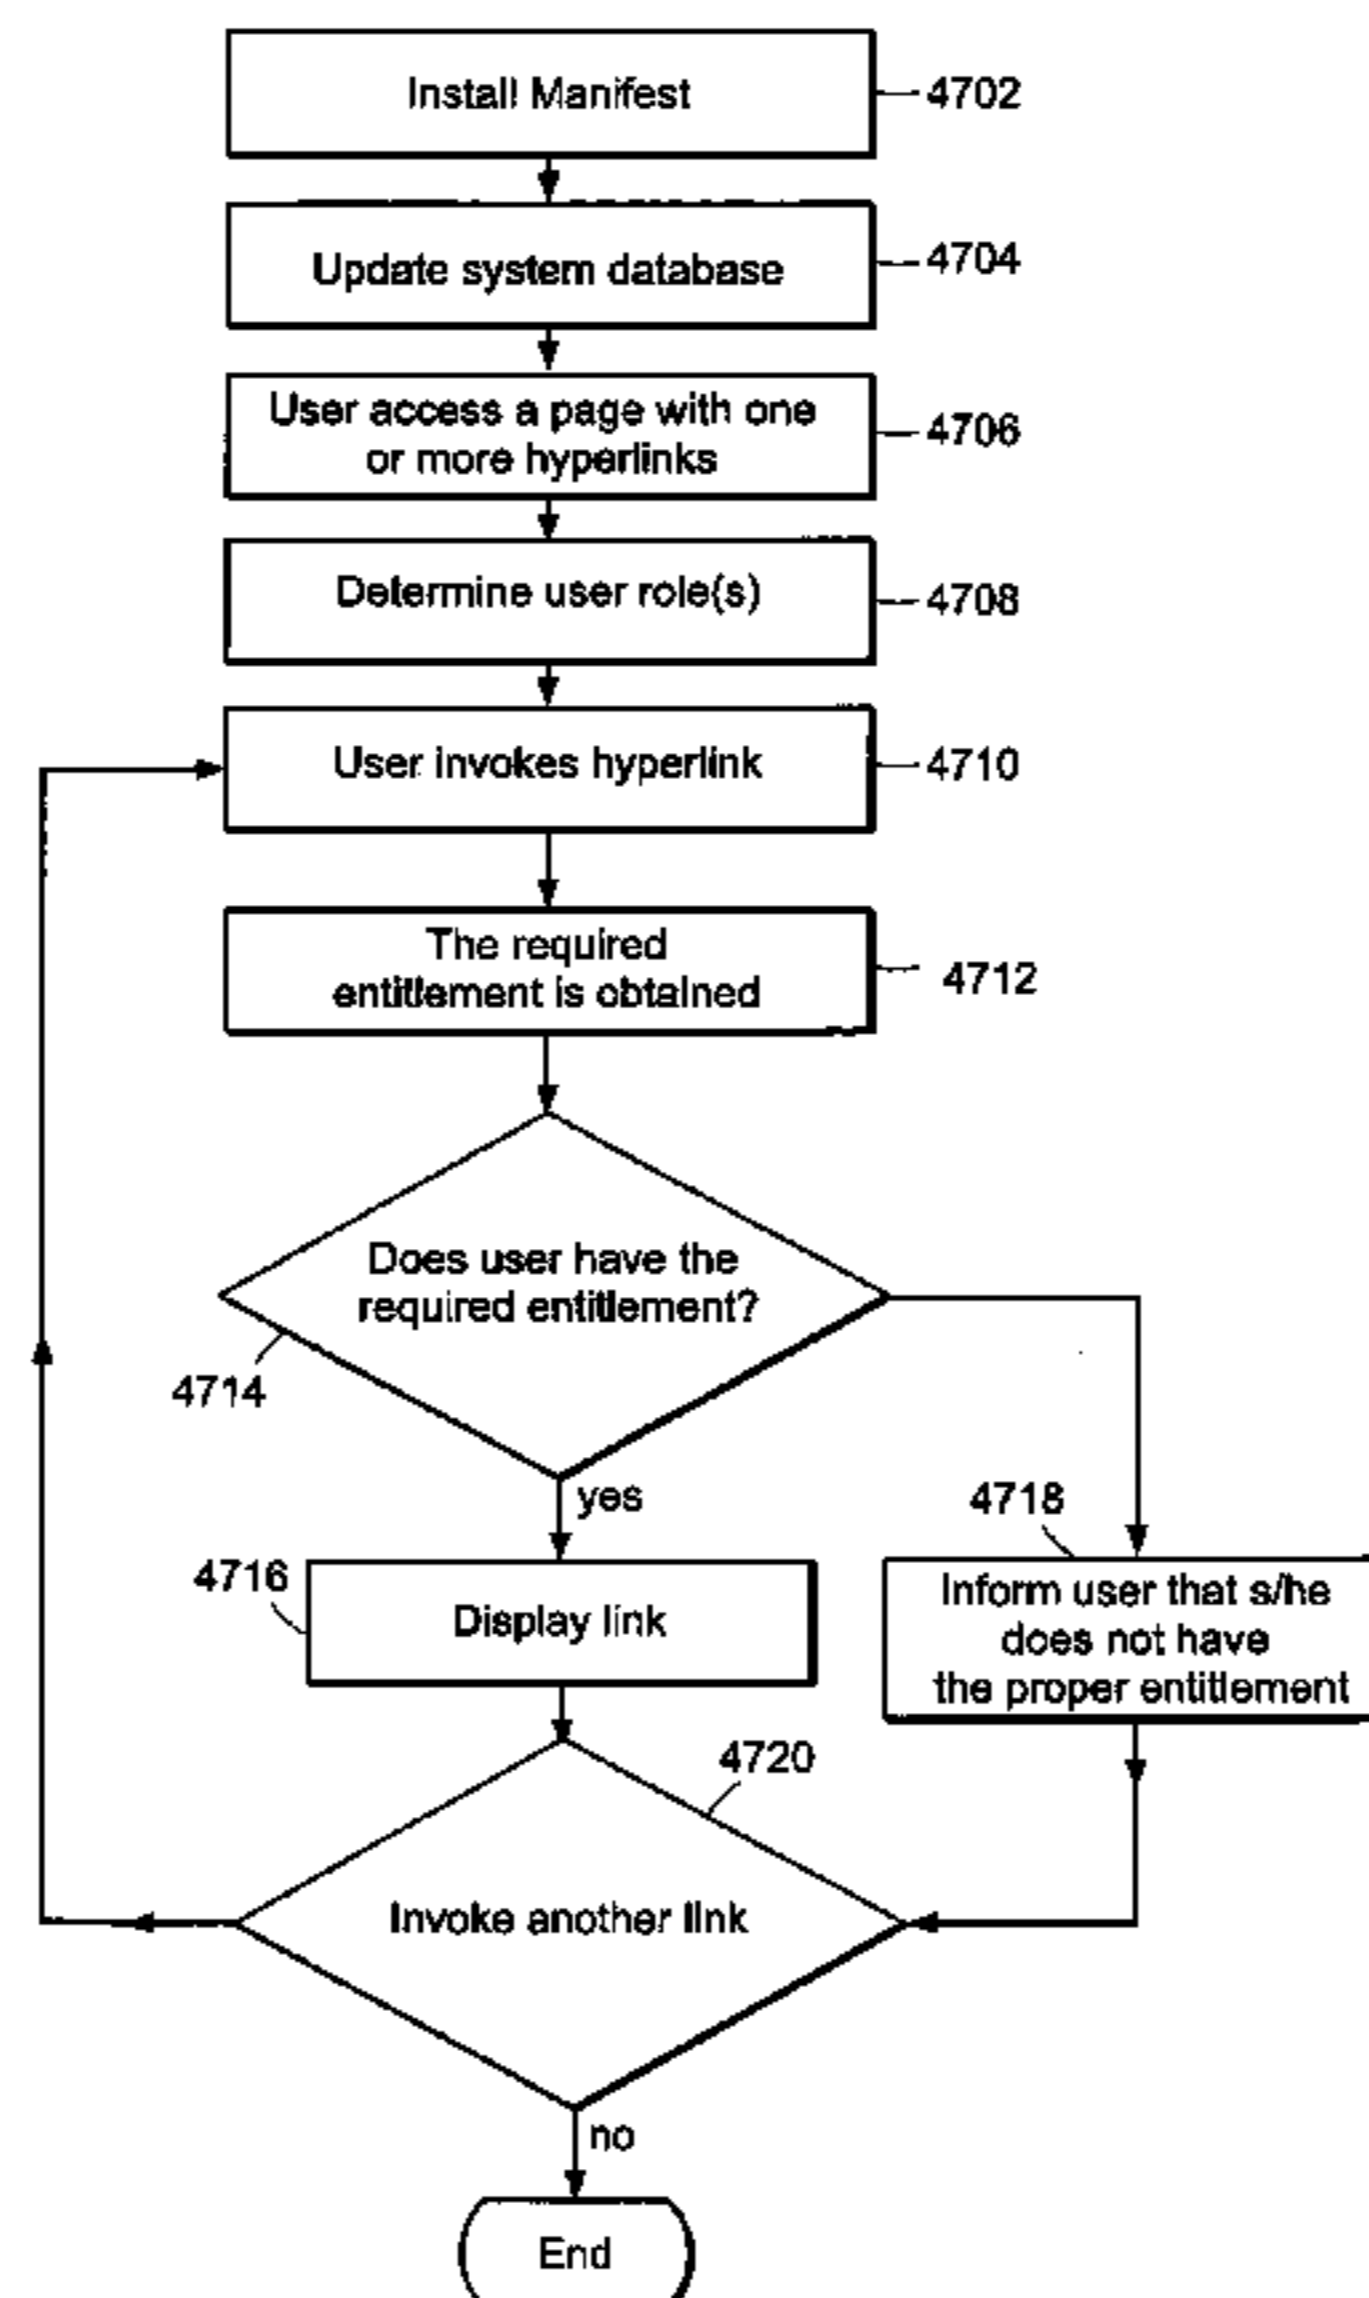 Install Manifest
4702
Update system database
4704
User access a page with one
or more hyperlinks
4706
Determine user role(s)
4708
User invokes hyperlink
4710
The required
entitlement is obtained
4712
Does user have the
required entitlement?
4714
yes
4716
Display link
4718
Inform user that s/he
does not have
the proper entitlement
4720
Invoke another link
no
End